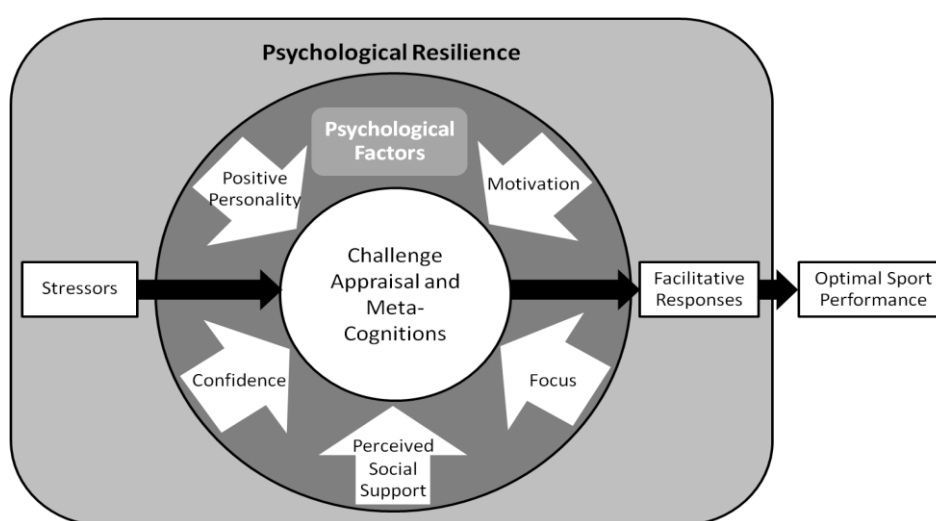 Psychological Resilience
Psychological
Factors
Positive
Personality
Motivation
Stressors
Challenge
Appraisal and
Meta-
Cognitions
Facilitative
Responses
Optimal Sport
Performance
Confidence
Focus
Perceived
Social
Support